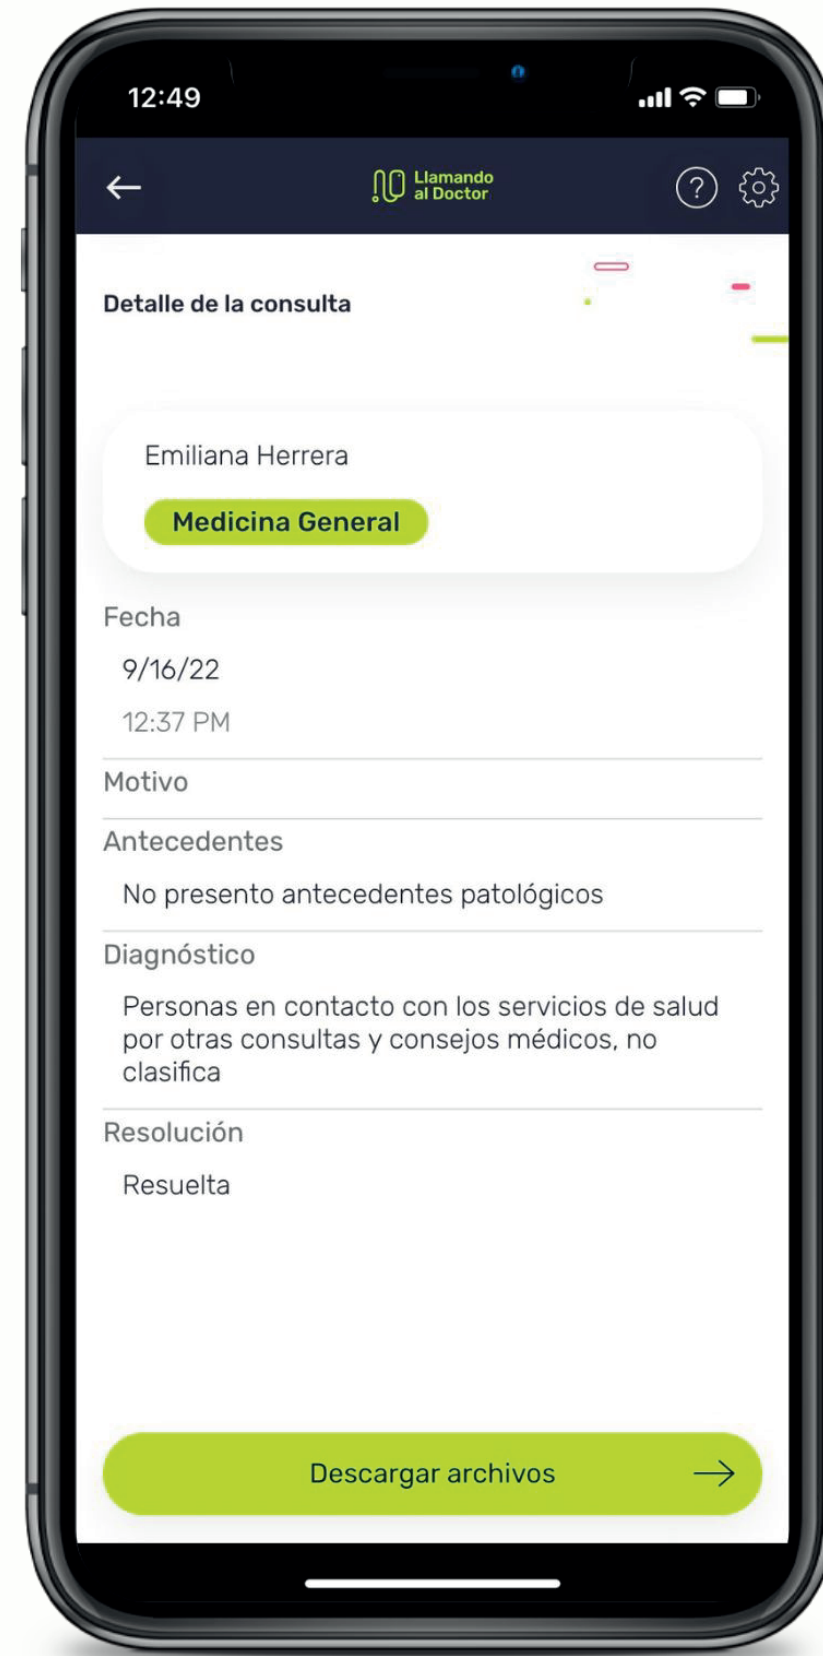 12:49
Llamando
al Doctor
?
Detalle de la consulta
Emiliana Herrera
Medicina General
Fecha
9/16/22
12:37 PM
Motivo
Antecedentes
No presento antecedentes patológicos
Diagnóstico
Personas en contacto con los servicios de salud
por otras consultas y consejos médicos, no
clasifica
Resolución
Resuelta
Descargar archivos